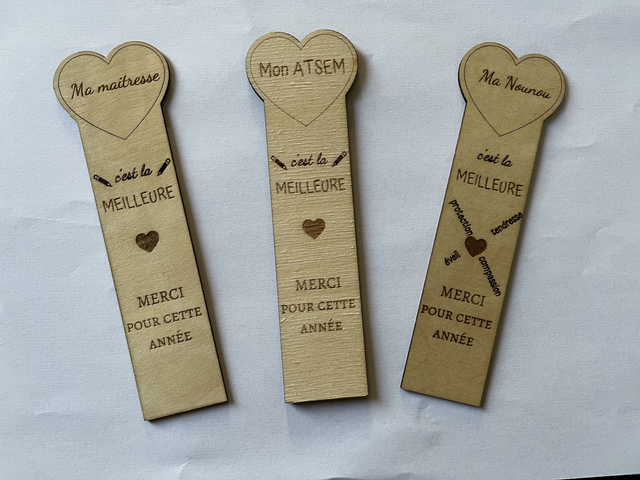 Ma maîtresse
c'est la
MEILLEURE
MERCI
POUR CETTE
ANNÉE
Mon ATSEM
c'est la
MEILLEURE
MERCI
POUR CETTE
ANNÉE
Ma Nounou
c'est la
MEILLEURE
protection
tendresse
éveil
compassion
MERCI
POUR CETTE
ANNÉE